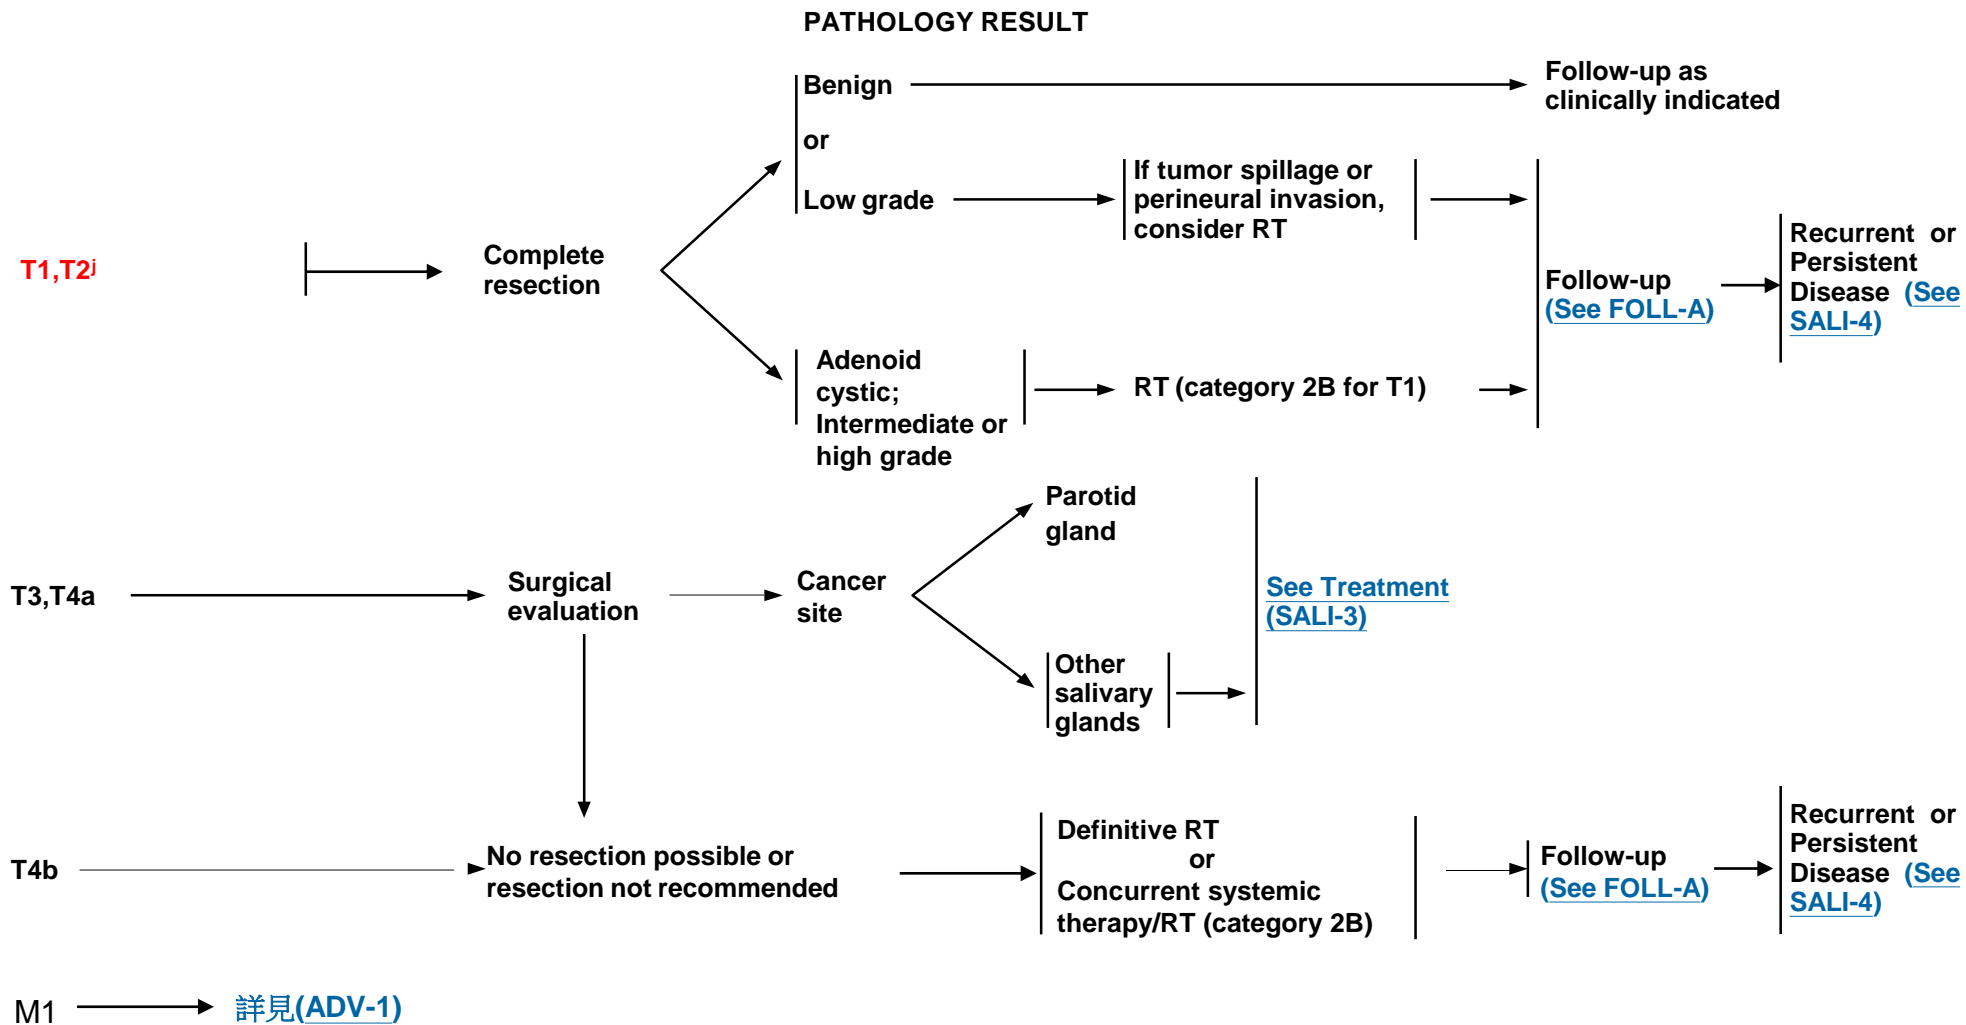 PATHOLOGY RESULT
Benign
Follow-up as
clinically indicated
or
Low grade
If tumor spillage or
perineural invasion,
consider RT
T1,T2j
Complete
resection
Follow-up
(See FOLL-A)
Recurrent or
Persistent
Disease (See
SALI-4)
Adenoid
cystic;
Intermediate or
high grade
RT (category 2B for T1)
T3,T4a
Surgical
evaluation
Cancer
site
Parotid
gland
Other
salivary
glands
See Treatment
(SALI-3)
T4b
No resection possible or
resection not recommended
Definitive RT
or
Concurrent systemic
therapy/RT (category 2B)
Follow-up
(See FOLL-A)
Recurrent or
Persistent
Disease (See
SALI-4)
M1
詳見(ADV-1)